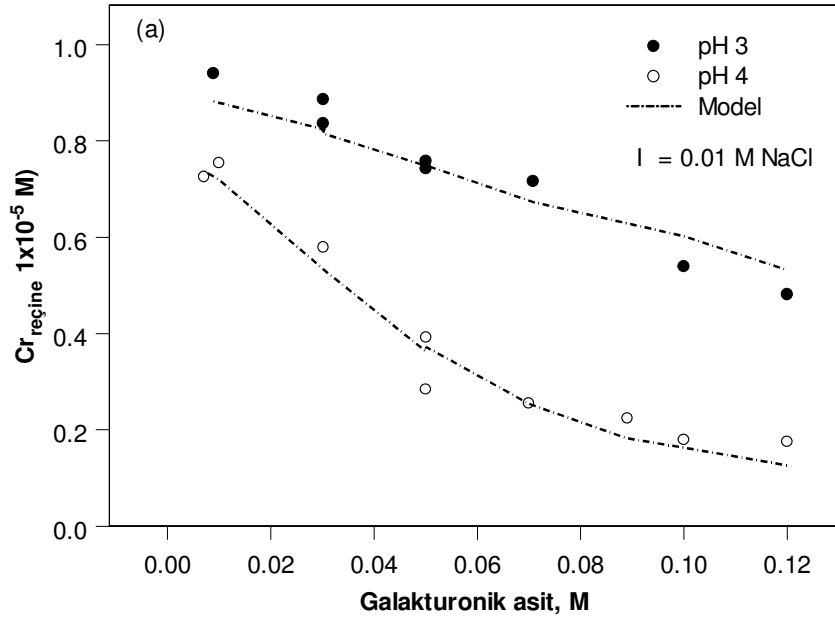 (a)
pH 3
pH 4
Model
I = 0.01 M NaCl
Cr_reçine 1x10⁻⁵ M)
1.0
0.8
0.6
0.4
0.2
0.0
0.00 0.02 0.04 0.06 0.08 0.10 0.12
Galakturonik asit, M